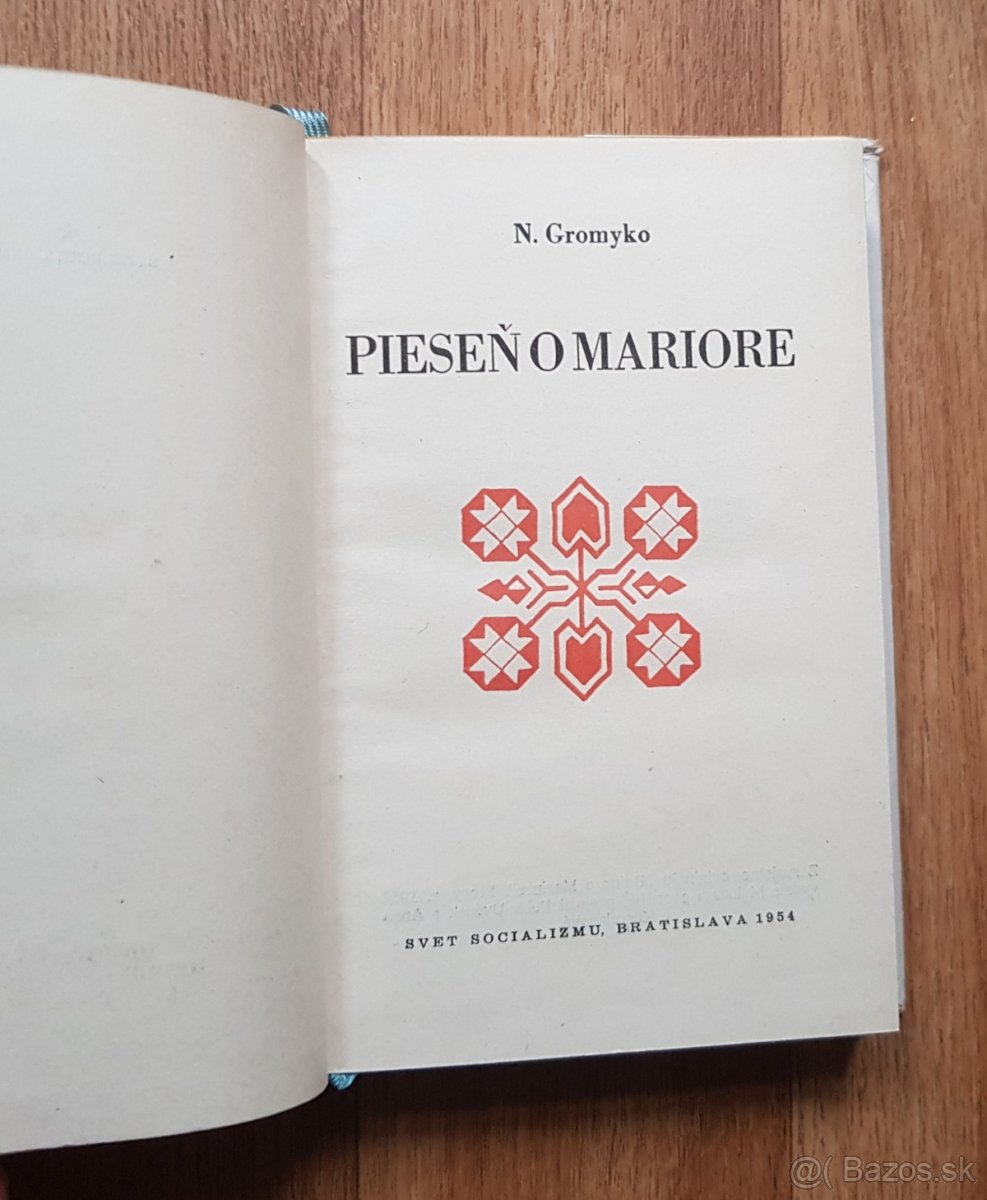 N. Gromyko
PIESEŇ O MARIORE
SVET SOCIALIZMU, BRATISLAVA 1954
@( Bazos.sk